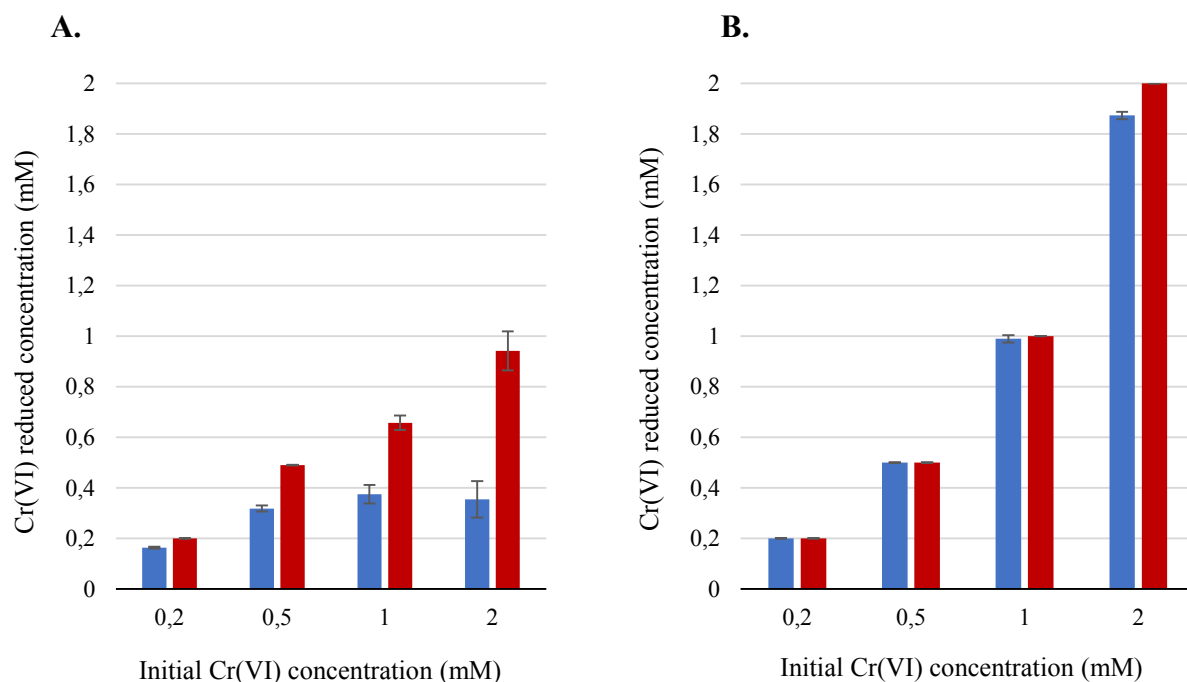 A.
Cr(VI) reduced concentration (mM)
2
1,8
1,6
1,4
1,2
1
0,8
0,6
0,4
0,2
0
0,2 0,5 1 2
Initial Cr(VI) concentration (mM)
B.
Cr(VI) reduced concentration (mM)
2
1,8
1,6
1,4
1,2
1
0,8
0,6
0,4
0,2
0
0,2 0,5 1 2
Initial Cr(VI) concentration (mM)